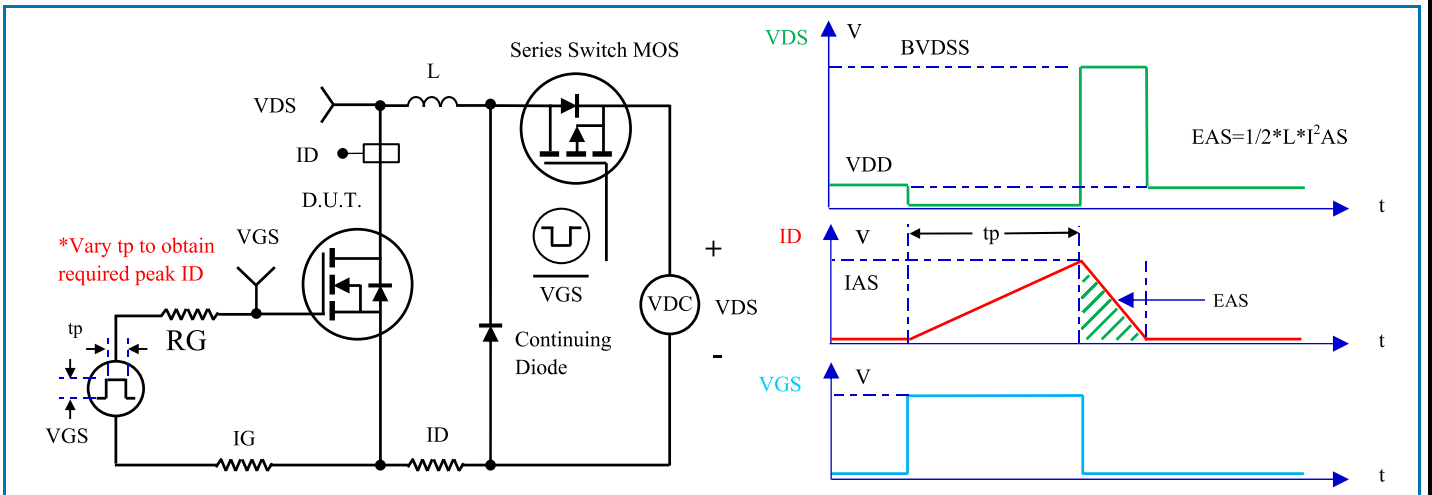 Series Switch MOS
L
VDS
ID
D.U.T.
*Vary tp to obtain
required peak ID
VGS
tp
RG
VGS
VGS
+
VDC
VDS
-
Continuing
Diode
IG
ID
VDS
V
BVDSS
VDD
EAS=1/2*L*I²AS
t
ID
V
tp
IAS
EAS
t
VGS
V
t